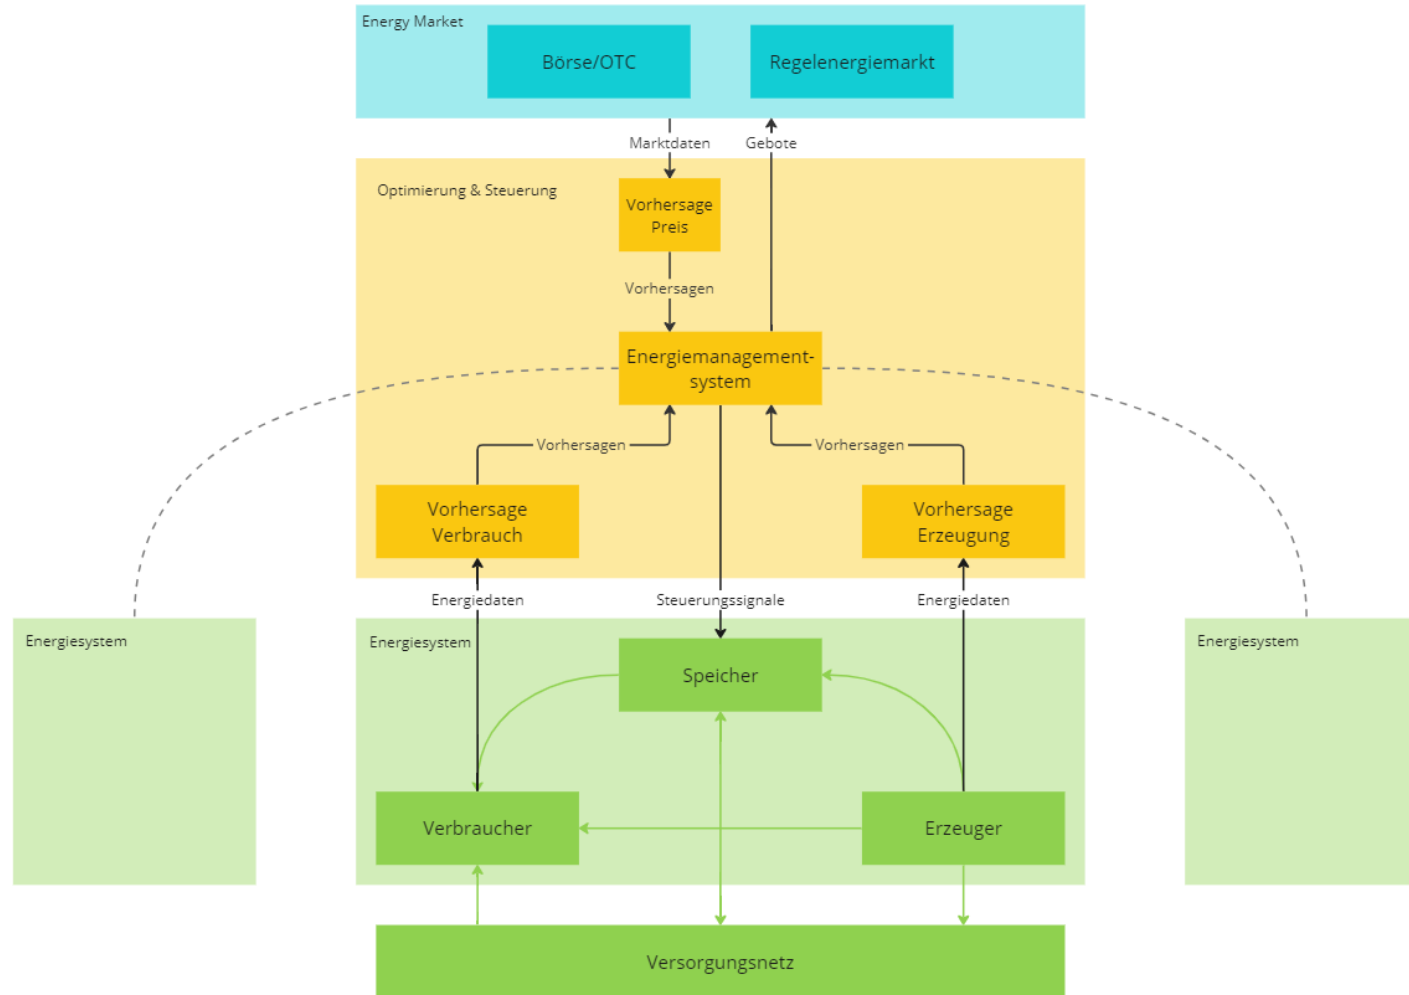 Energy Market
Börse/OTC
Regelenergiemarkt
Marktdaten
Gebote
Optimierung & Steuerung
Vorhersage
Preis
Vorhersagen
Energiemanagement-
system
Vorhersagen
Vorhersagen
Vorhersage
Verbrauch
Vorhersage
Erzeugung
Energiedaten
Steuerungssignale
Energiedaten
Energiesystem
Energiesystem
Energiesystem
Speicher
Verbraucher
Erzeuger
Versorgungsnetz